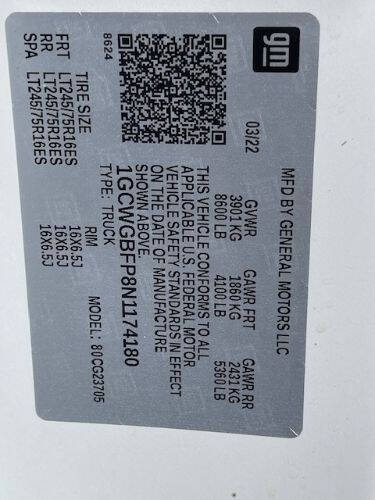 gm
MFD BY GENERAL MOTORS LLC
03/22 GVWR GAWR FRT GAWR RR
3901 KG 1860 KG 2431 KG
8600 LB 4100 LB 5360 LB
THIS VEHICLE CONFORMS TO ALL
APPLICABLE U.S. FEDERAL MOTOR
VEHICLE SAFETY STANDARDS IN EFFECT
ON THE DATE OF MANUFACTURE
SHOWN ABOVE.
1GCWGBFP8N1174180
TYPE: TRUCK MODEL: 80CG23705
8624
TIRE SIZE RIM
FRT LT245/75R16ES 16X6.5J
RR LT245/75R16ES 16X6.5J
SPA LT245/75R16ES 16X6.5J